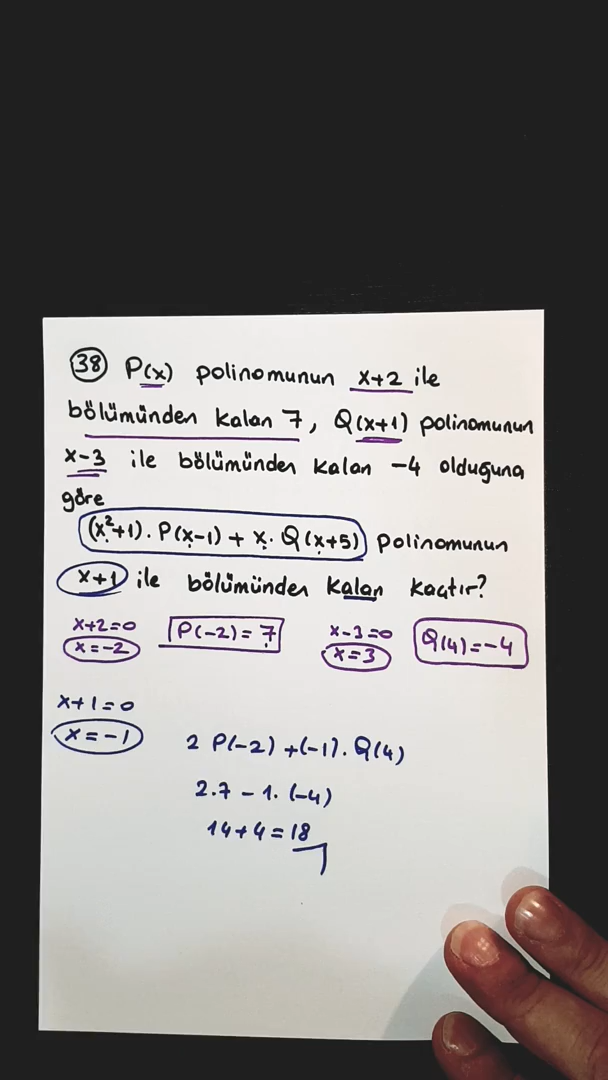 38 P(x) polinomunun x+2 ile
bölümünden kalan 7, Q(x+1) polinomunun
x-3 ile bölümünden kalan -4 olduğuna
göre
(x²+1). P(x-1) + x. Q(x+5) polinomunun
x+1 ile bölümünden kalan kaçtır?
x+2=0 P(-2)=7 x-3=0 Q(4)=-4
x=-2 x=3
x+1=0
x=-1 2 P(-2) +(-1). Q(4)
2.7 - 1. (-4)
14+4=18